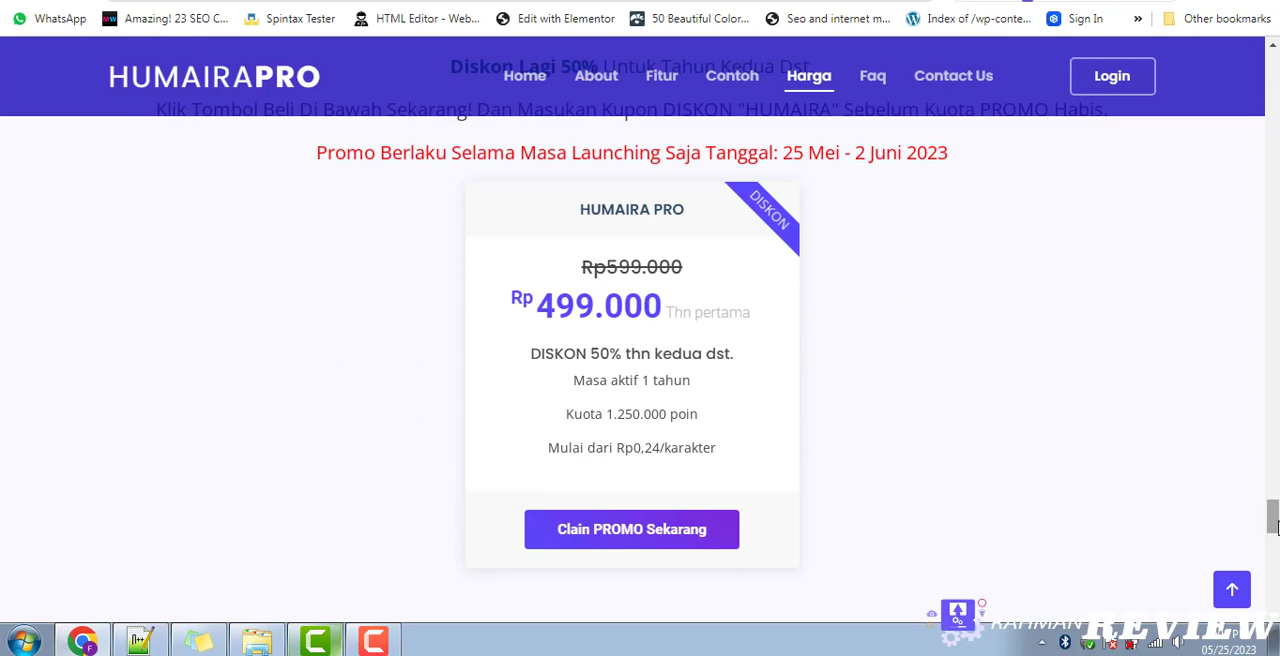 WhatsApp
Amazing! 23 SEO C...
Spintax Tester
HTML Editor - Web...
Edit with Elementor
50 Beautiful Color...
Seo and internet m...
Index of /wp-conte...
Sign In
»
Other bookmarks
Diskon Lagi 50% Untuk Tahun Kedua Dst
HUMAIRAPRO
Home
About
Fitur
Contoh
Harga
Faq
Contact Us
Login
Klik Tombol Beli Di Bawah Sekarang! Dan Masukan Kupon DISKON "HUMAIRA" Sebelum Kuota PROMO Habis.
Promo Berlaku Selama Masa Launching Saja Tanggal: 25 Mei - 2 Juni 2023
HUMAIRA PRO
DISKON
Rp599.000
Rp 499.000 Thn pertama
DISKON 50% thn kedua dst.
Masa aktif 1 tahun
Kuota 1.250.000 poin
Mulai dari Rp0,24/karakter
Clain PROMO Sekarang
RAHMAN REVIEW
05/25/2023